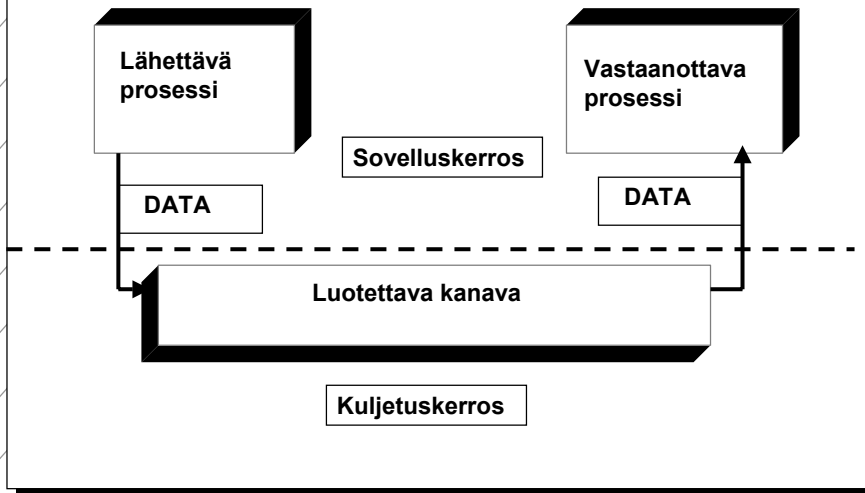 Lähettävä
prosessi
Vastaanottava
prosessi
Sovelluskerros
DATA
DATA
Luotettava kanava
Kuljetuskerros